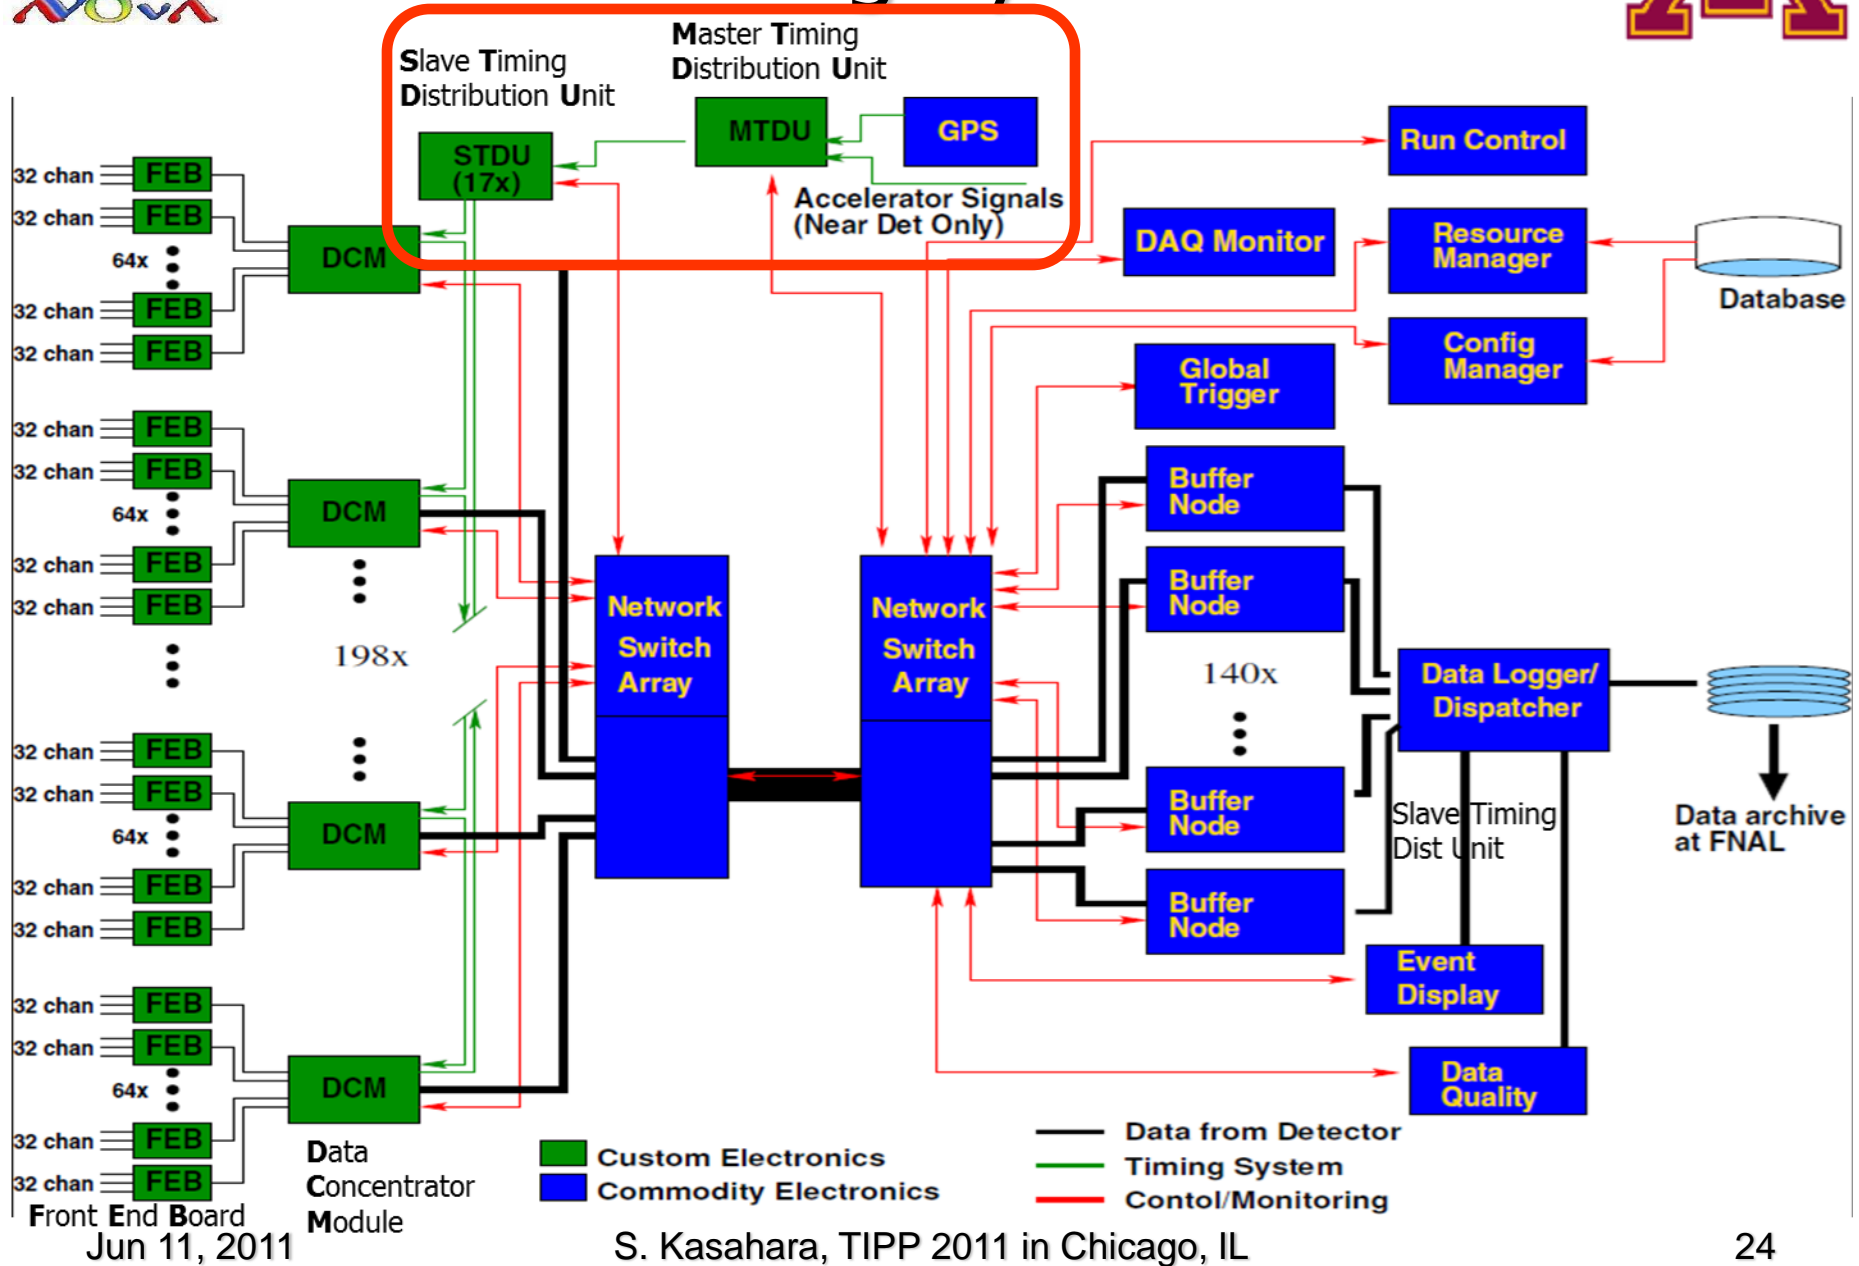 NOvA
Slave Timing
Distribution Unit
Master Timing
Distribution Unit
STDU
(17x)
MTDU
GPS
Accelerator Signals
(Near Det Only)
Run Control
DAQ Monitor
Resource
Manager
Database
Config
Manager
Global
Trigger
32 chan FEB
32 chan FEB
64x
32 chan FEB
32 chan FEB
DCM
32 chan FEB
32 chan FEB
64x
32 chan FEB
32 chan FEB
DCM
198x
32 chan FEB
32 chan FEB
64x
32 chan FEB
32 chan FEB
DCM
32 chan FEB
32 chan FEB
64x
32 chan FEB
32 chan FEB
DCM
Network
Switch
Array
Network
Switch
Array
Buffer
Node
Buffer
Node
140x
Buffer
Node
Buffer
Node
Data Logger/
Dispatcher
Slave Timing
Dist Unit
Data archive
at FNAL
Event
Display
Data
Quality
Front End Board
Data
Concentrator
Module
Custom Electronics
Commodity Electronics
Data from Detector
Timing System
Contol/Monitoring
Jun 11, 2011
S. Kasahara, TIPP 2011 in Chicago, IL
24